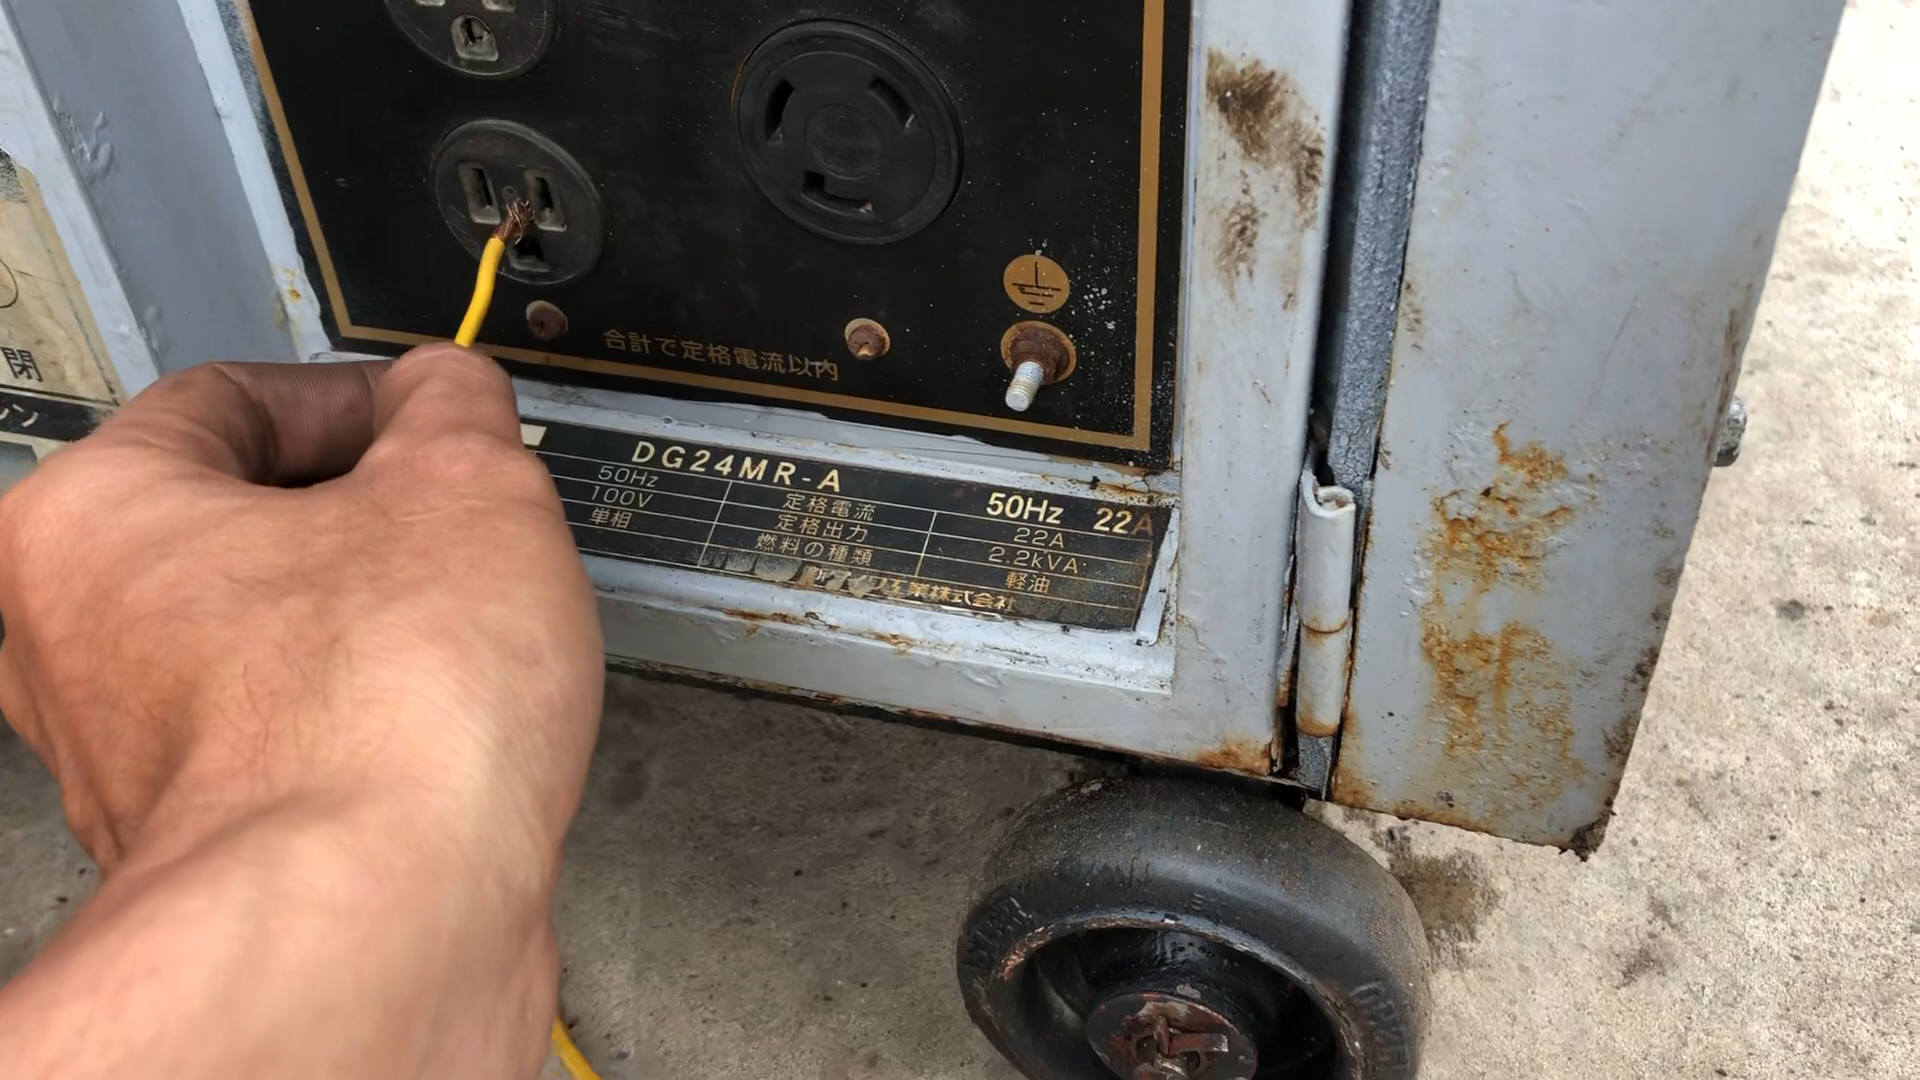 閉
ン
合計で定格電流以内
DG24MR-A
50Hz 22A
50Hz 定格電流 22A
100V 定格出力 2.2kVA
単相 燃料の種類 軽油
工業株式会社